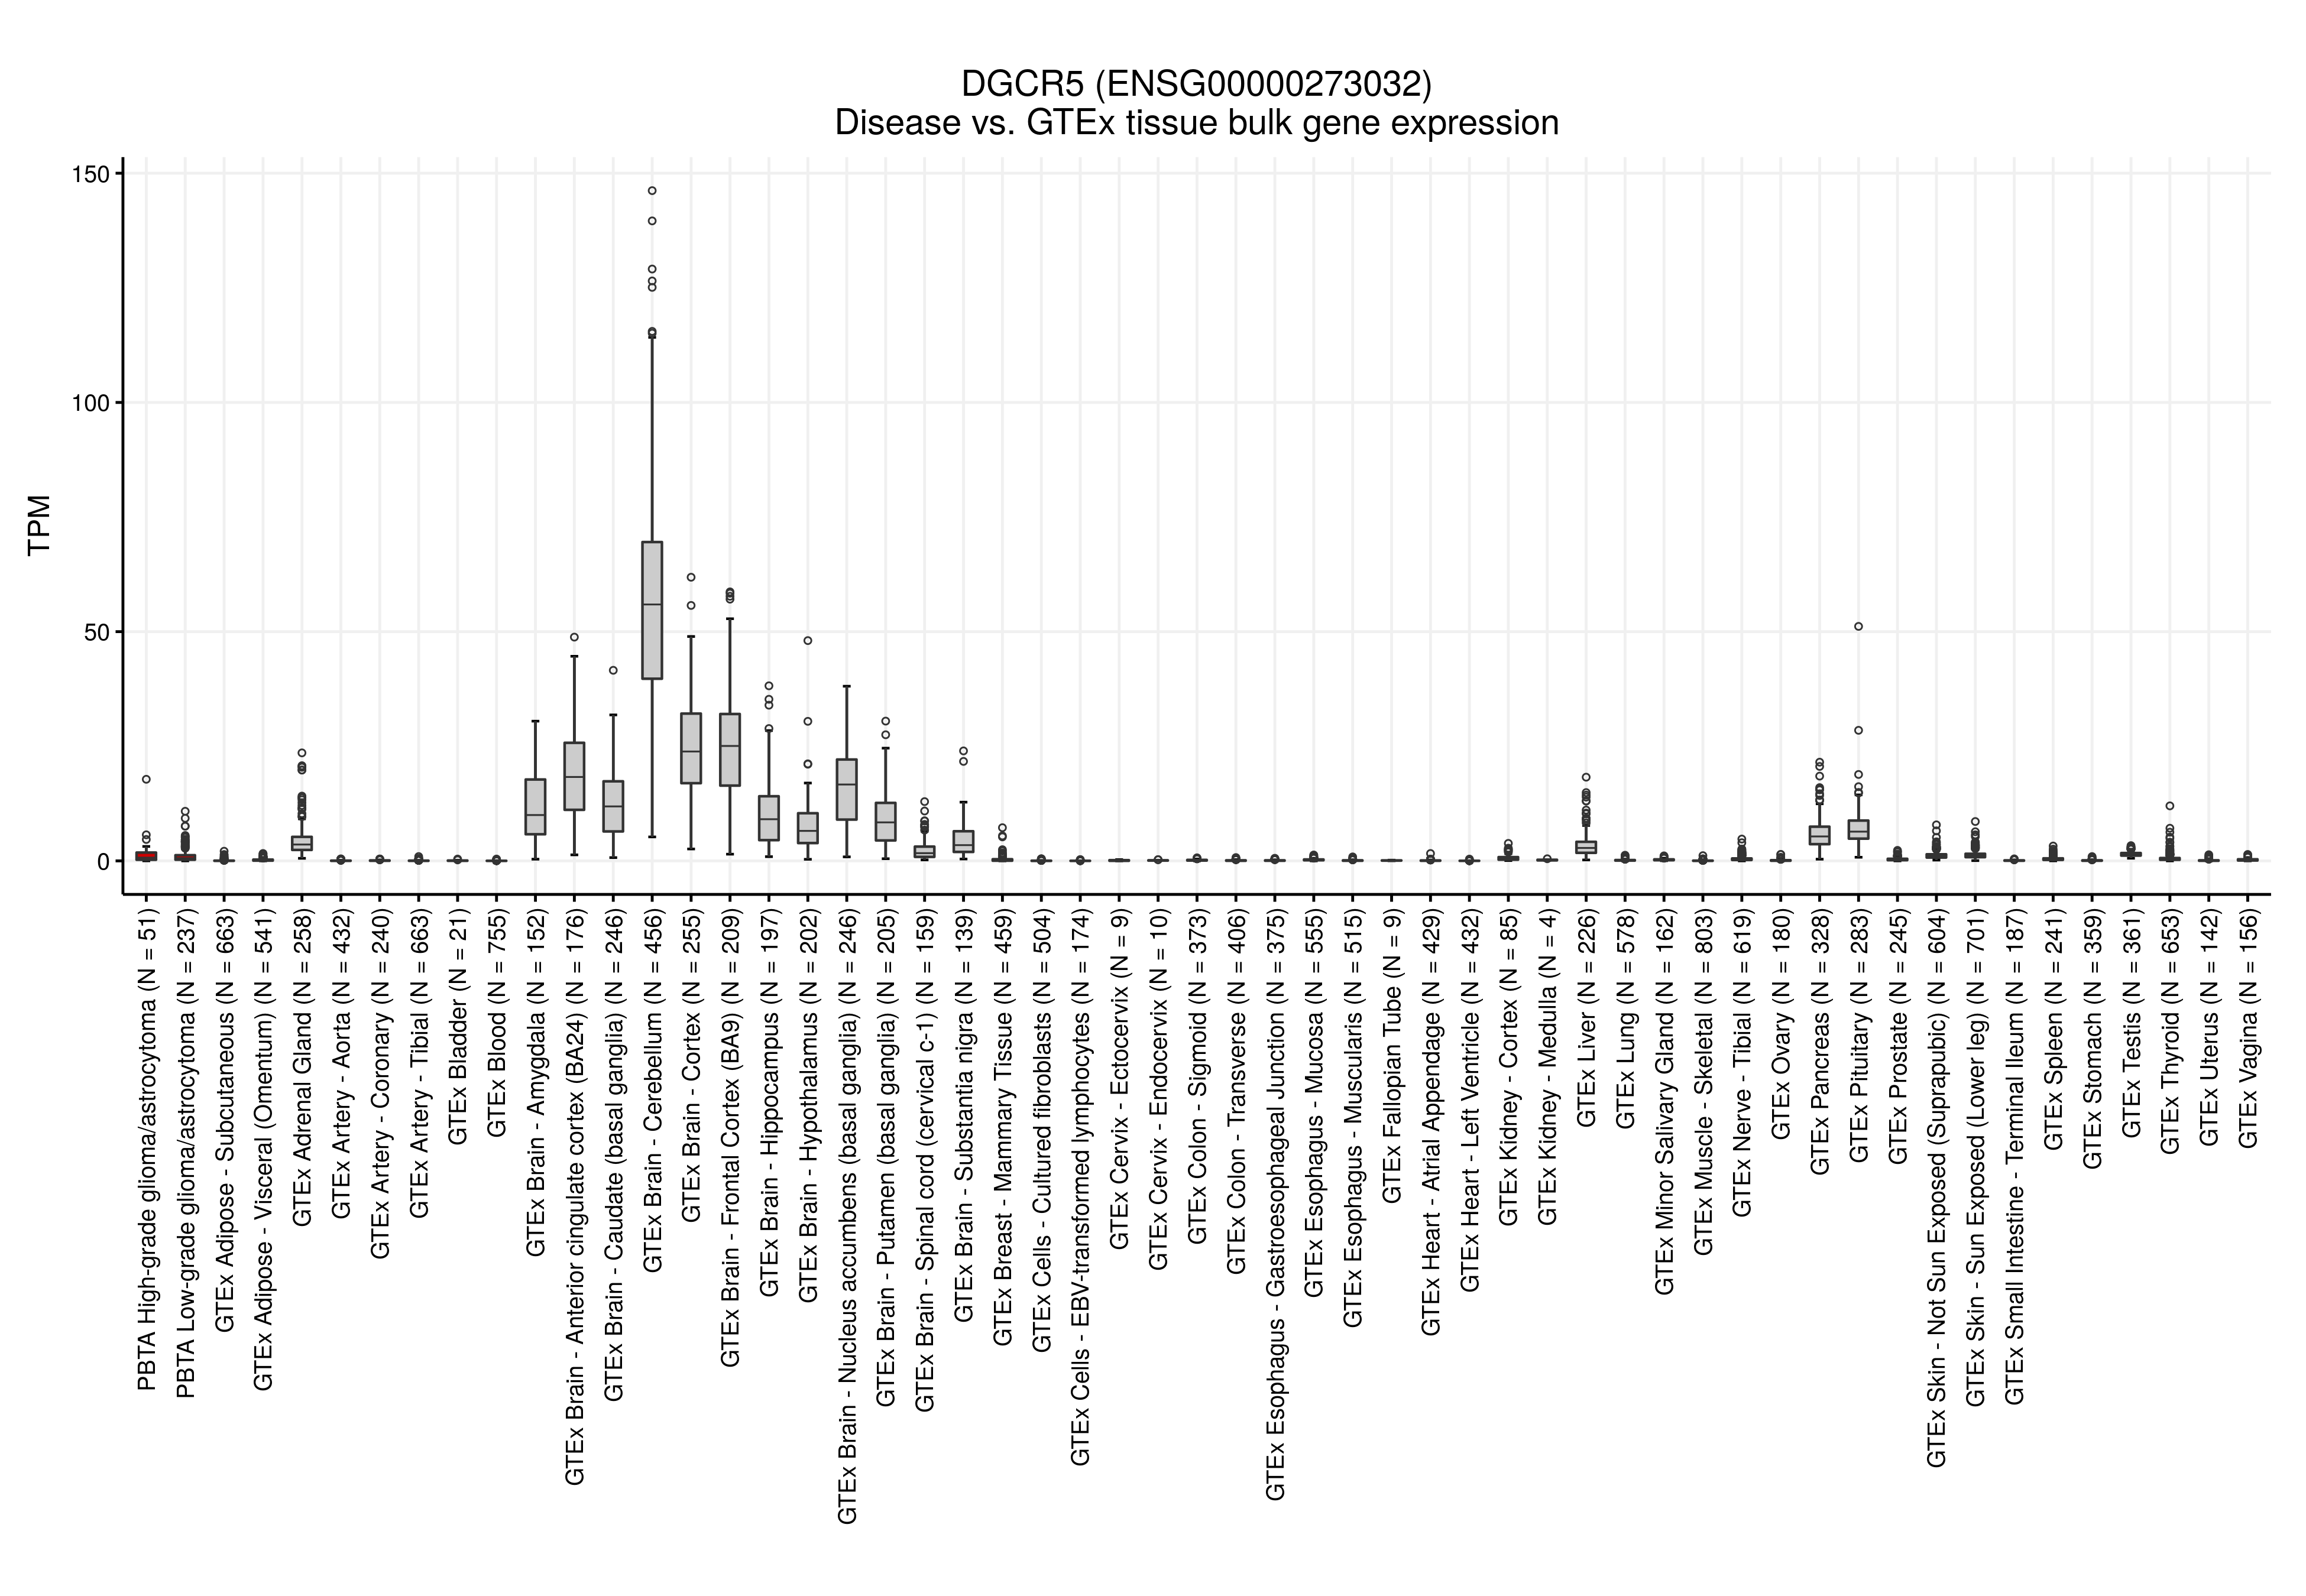 DGCR5 (ENSG00000273032)
Disease vs. GTEx tissue bulk gene expression
TPM
150
100
50
0
PBTA High-grade glioma/astrocytoma (N = 51)
PBTA Low-grade glioma/astrocytoma (N = 237)
GTEx Adipose - Subcutaneous (N = 663)
GTEx Adipose - Visceral (Omentum) (N = 541)
GTEx Adrenal Gland (N = 258)
GTEx Artery - Aorta (N = 432)
GTEx Artery - Coronary (N = 240)
GTEx Artery - Tibial (N = 663)
GTEx Bladder (N = 21)
GTEx Blood (N = 755)
GTEx Brain - Amygdala (N = 152)
GTEx Brain - Anterior cingulate cortex (BA24) (N = 176)
GTEx Brain - Caudate (basal ganglia) (N = 246)
GTEx Brain - Cerebellum (N = 456)
GTEx Brain - Cortex (N = 255)
GTEx Brain - Frontal Cortex (BA9) (N = 209)
GTEx Brain - Hippocampus (N = 197)
GTEx Brain - Hypothalamus (N = 202)
GTEx Brain - Nucleus accumbens (basal ganglia) (N = 246)
GTEx Brain - Putamen (basal ganglia) (N = 205)
GTEx Brain - Spinal cord (cervical c-1) (N = 159)
GTEx Brain - Substantia nigra (N = 139)
GTEx Breast - Mammary Tissue (N = 459)
GTEx Cells - Cultured fibroblasts (N = 504)
GTEx Cells - EBV-transformed lymphocytes (N = 174)
GTEx Cervix - Ectocervix (N = 9)
GTEx Cervix - Endocervix (N = 10)
GTEx Colon - Sigmoid (N = 373)
GTEx Colon - Transverse (N = 406)
GTEx Esophagus - Gastroesophageal Junction (N = 375)
GTEx Esophagus - Mucosa (N = 555)
GTEx Esophagus - Muscularis (N = 515)
GTEx Fallopian Tube (N = 9)
GTEx Heart - Atrial Appendage (N = 429)
GTEx Heart - Left Ventricle (N = 432)
GTEx Kidney - Cortex (N = 85)
GTEx Kidney - Medulla (N = 4)
GTEx Liver (N = 226)
GTEx Lung (N = 578)
GTEx Minor Salivary Gland (N = 162)
GTEx Muscle - Skeletal (N = 803)
GTEx Nerve - Tibial (N = 619)
GTEx Ovary (N = 180)
GTEx Pancreas (N = 328)
GTEx Pituitary (N = 283)
GTEx Prostate (N = 245)
GTEx Skin - Not Sun Exposed (Suprapubic) (N = 604)
GTEx Skin - Sun Exposed (Lower leg) (N = 701)
GTEx Small Intestine - Terminal Ileum (N = 187)
GTEx Spleen (N = 241)
GTEx Stomach (N = 359)
GTEx Testis (N = 361)
GTEx Thyroid (N = 653)
GTEx Uterus (N = 142)
GTEx Vagina (N = 156)